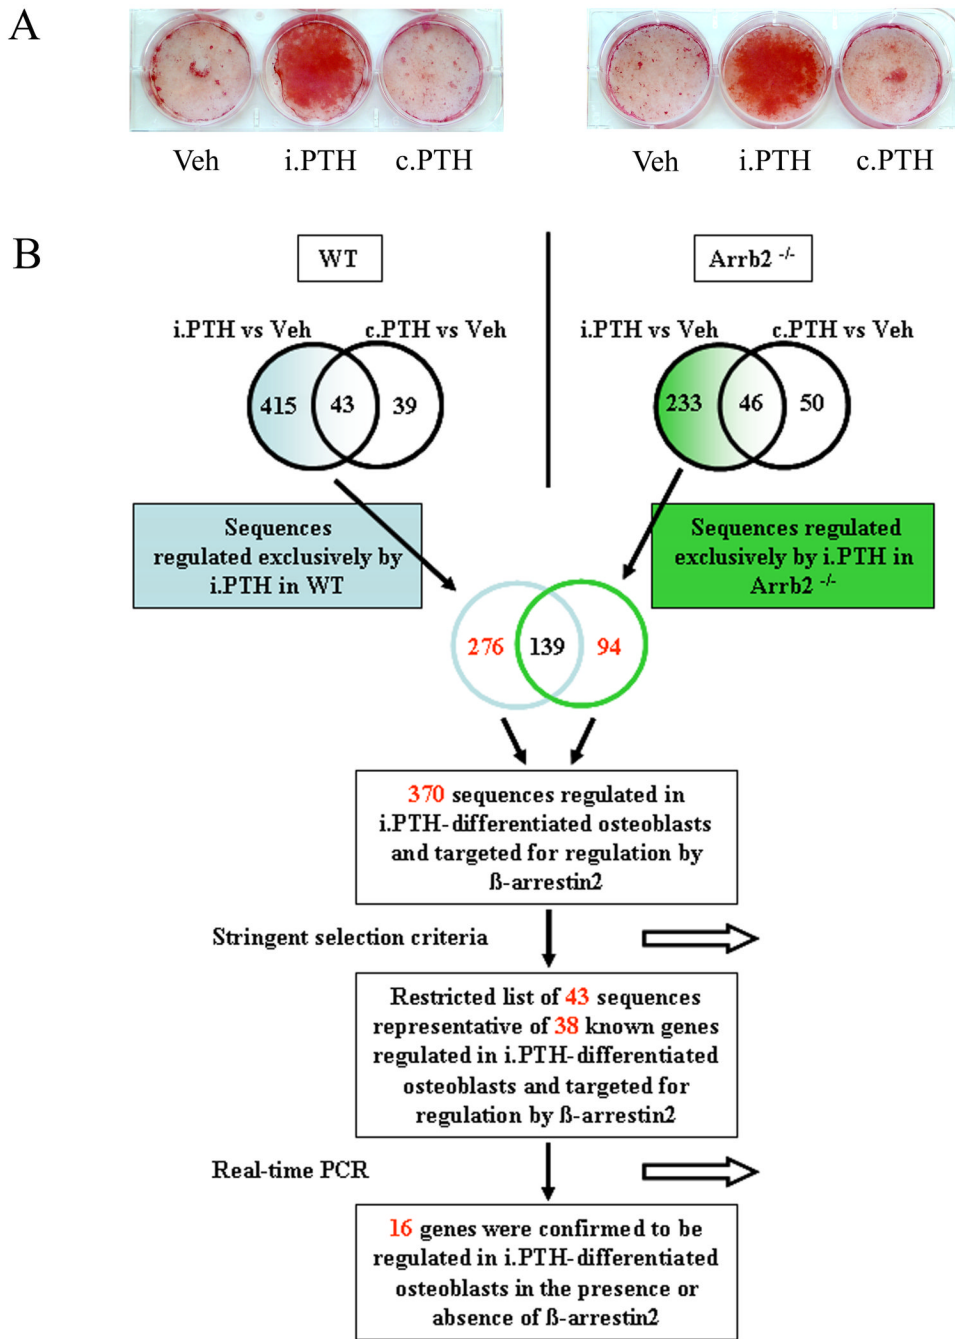 A
Veh
i.PTH
c.PTH
Veh
i.PTH
c.PTH
B
WT
Arrb2 -/-
i.PTH vs Veh
c.PTH vs Veh
i.PTH vs Veh
c.PTH vs Veh
415
43
39
233
46
50
Sequences
regulated exclusively by
i.PTH in WT
Sequences regulated
exclusively by i.PTH in
Arrb2 -/-
276
139
94
370 sequences regulated in
i.PTH-differentiated osteoblasts
and targeted for regulation by
ß-arrestin2
Stringent selection criteria
Restricted list of 43 sequences
representative of 38 known genes
regulated in i.PTH-differentiated
osteoblasts and targeted for
regulation by ß-arrestin2
Real-time PCR
16 genes were confirmed to be
regulated in i.PTH-differentiated
osteoblasts in the presence or
absence of ß-arrestin2